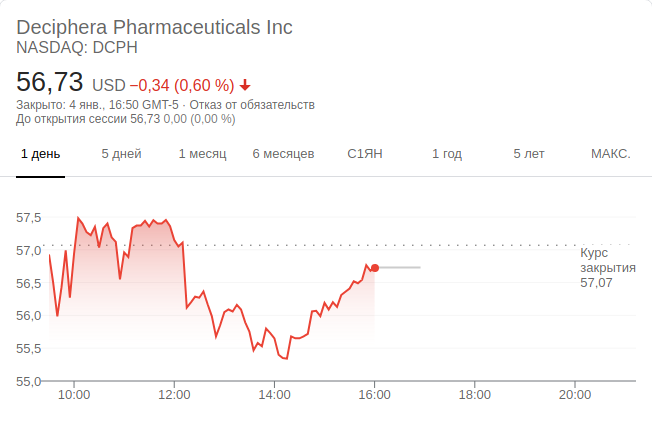 Deciphera Pharmaceuticals Inc
NASDAQ: DCPH
56,73 USD −0,34 (0,60 %)
Закрыто: 4 янв., 16:50 GMT-5 · Отказ от обязательств
До открытия сессии 56,73 0,00 (0,00 %)
1 день 5 дней 1 месяц 6 месяцев С1ЯН 1 год 5 лет МАКС.
57,5
57,0
56,5
56,0
55,5
55,0
Курс
закрытия
57,07
10:00 12:00 14:00 16:00 18:00 20:00